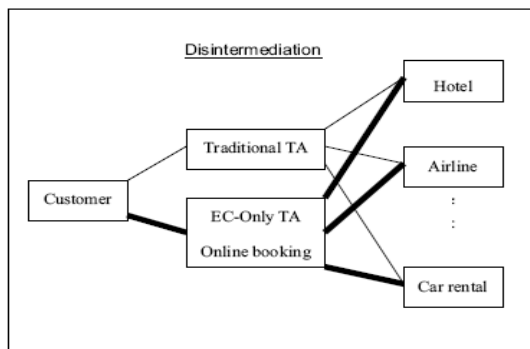 Disintermediation
Hotel
Traditional TA
Airline
Customer
EC-Only TA
Online booking
:
:
Car rental